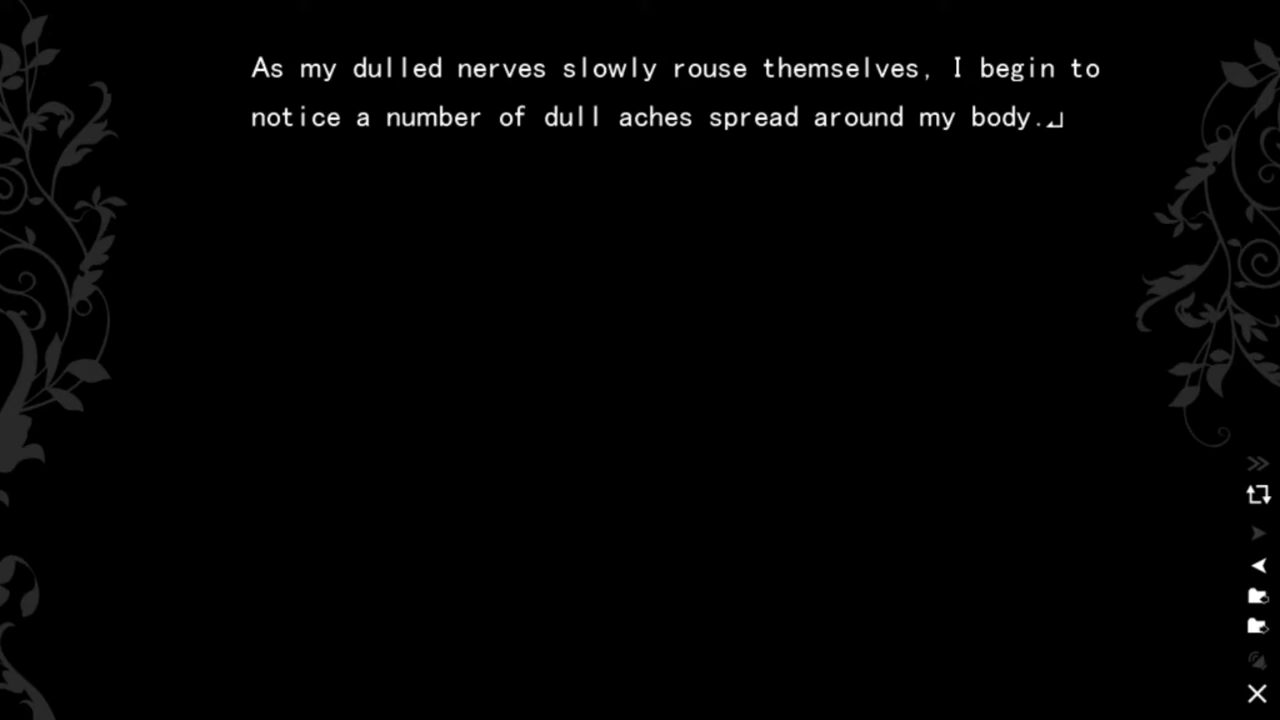 As my dulled nerves slowly rouse themselves, I begin to
notice a number of dull aches spread around my body.